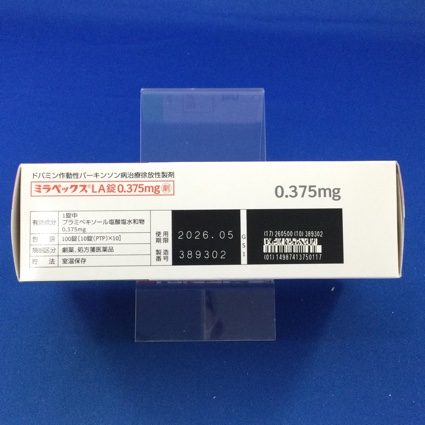 ドパミン作動性パーキンソン病治療徐放性製剤
ミラペックス®LA錠0.375mg 劇
0.375mg
有効成分 1錠中 プラミペキソール塩酸塩水和物 0.375mg
包装 100錠[10錠(PTP)×10]
規制区分 劇薬、処方箋医薬品
貯法 室温保存
使用期限 2026.05
製造番号 389302
GS1
(17)260500(10)389302
(01)14987413750117